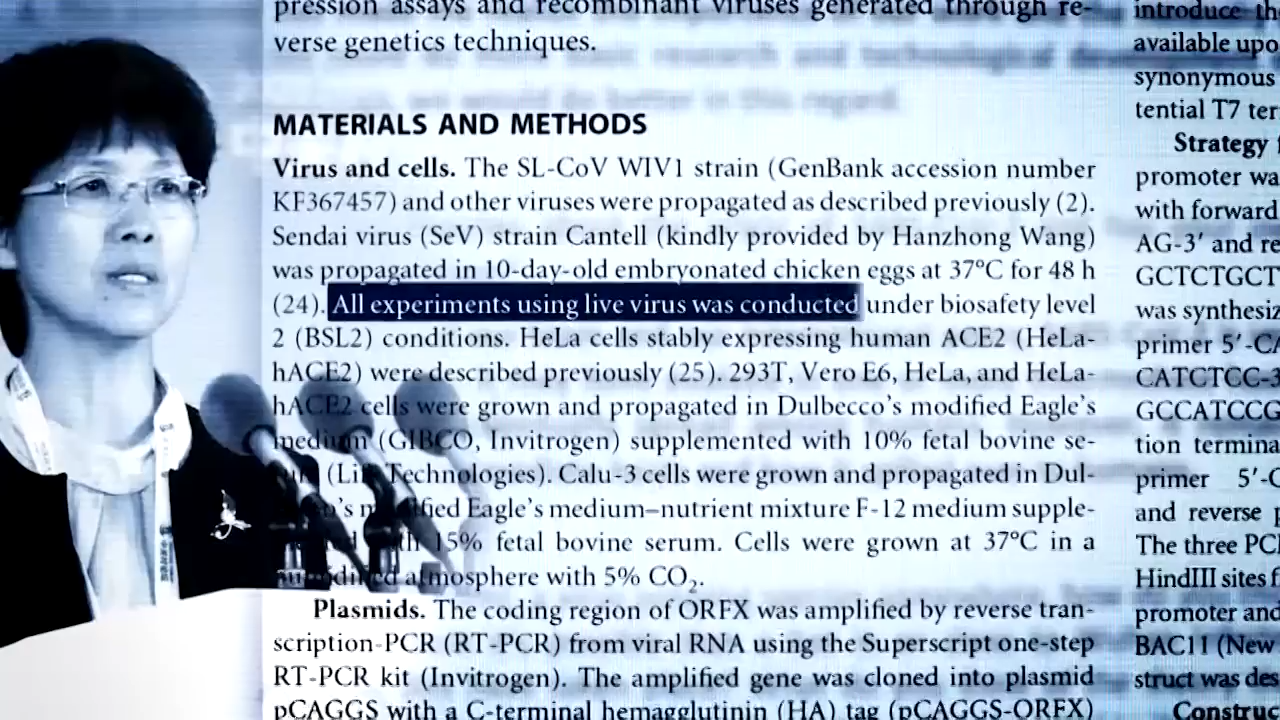 pression assays and recombinant viruses generated through re-
verse genetics techniques.
MATERIALS AND METHODS
Virus and cells. The SL-CoV WIV1 strain (GenBank accession number
KF367457) and other viruses were propagated as described previously (2).
Sendai virus (SeV) strain Cantell (kindly provided by Hanzhong Wang)
was propagated in 10-day-old embryonated chicken eggs at 37°C for 48 h
(24). All experiments using live virus was conducted under biosafety level
2 (BSL2) conditions. HeLa cells stably expressing human ACE2 (HeLa-
hACE2) were described previously (25). 293T, Vero E6, HeLa, and HeLa-
hACE2 cells were grown and propagated in Dulbecco's modified Eagle's
medium (GIBCO, Invitrogen) supplemented with 10% fetal bovine se-
(Life Technologies). Calu-3 cells were grown and propagated in Dul-
modified Eagle's medium–nutrient mixture F-12 medium supple-
with 15% fetal bovine serum. Cells were grown at 37°C in a
humidified atmosphere with 5% CO₂.
Plasmids. The coding region of ORFX was amplified by reverse tran-
scription-PCR (RT-PCR) from viral RNA using the Superscript one-step
RT-PCR kit (Invitrogen). The amplified gene was cloned into plasmid
pCAGGS with a C-terminal hemagglutinin (HA) tag (pCAGGS-ORFX)
introduce
available upo
synonymous
tential T7 ter
Strategy
promoter wa
with forward
AG-3′ and re
GCTCTGCT
was synthesiz
primer 5′-CA
CATCTCC-3
GCCATCCG
tion termina
primer 5′-C
and reverse p
The three PC
HindIII sites f
promoter and
BAC11 (New
struct was des
Construc